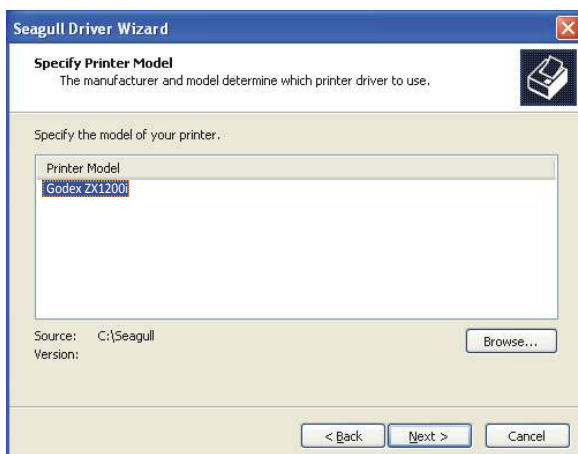 Seagull Driver Wizard
Specify Printer Model
The manufacturer and model determine which printer driver to use.
Specify the model of your printer.
Printer Model
Godex ZX1200i
Source: C:\Seagull
Version:
Browse...
< Back
Next >
Cancel